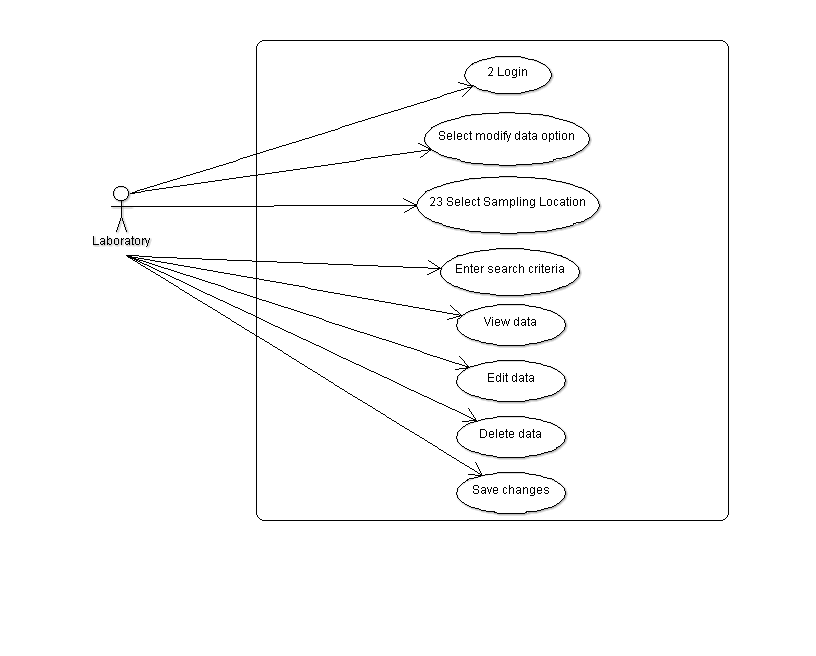 2 Login
Select modify data option
23 Select Sampling Location
Laboratory
Enter search criteria
View data
Edit data
Delete data
Save changes